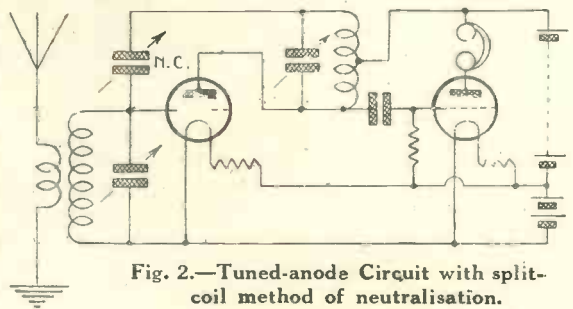 N.C.
Fig. 2.—Tuned-anode Circuit with split-
coil method of neutralisation.